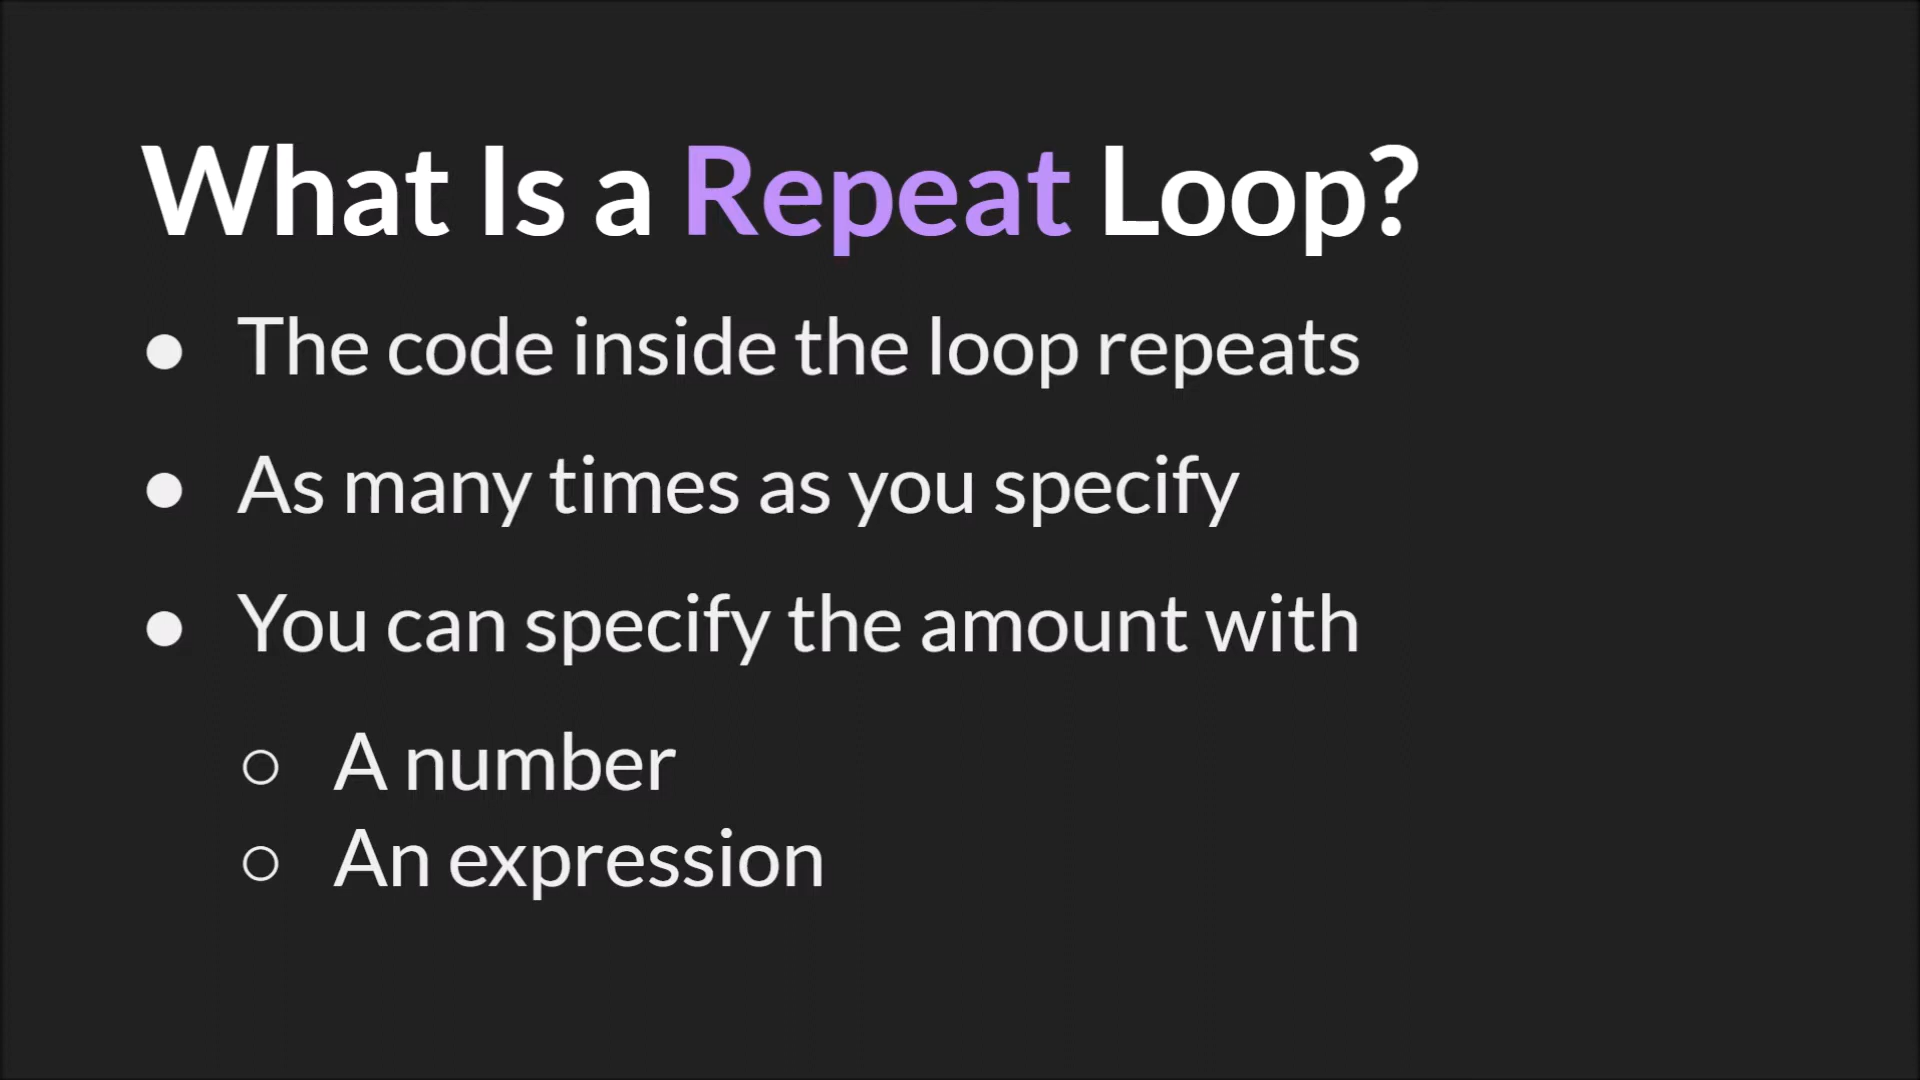 What Is a Repeat Loop?
● The code inside the loop repeats
● As many times as you specify
● You can specify the amount with
○ A number
○ An expression